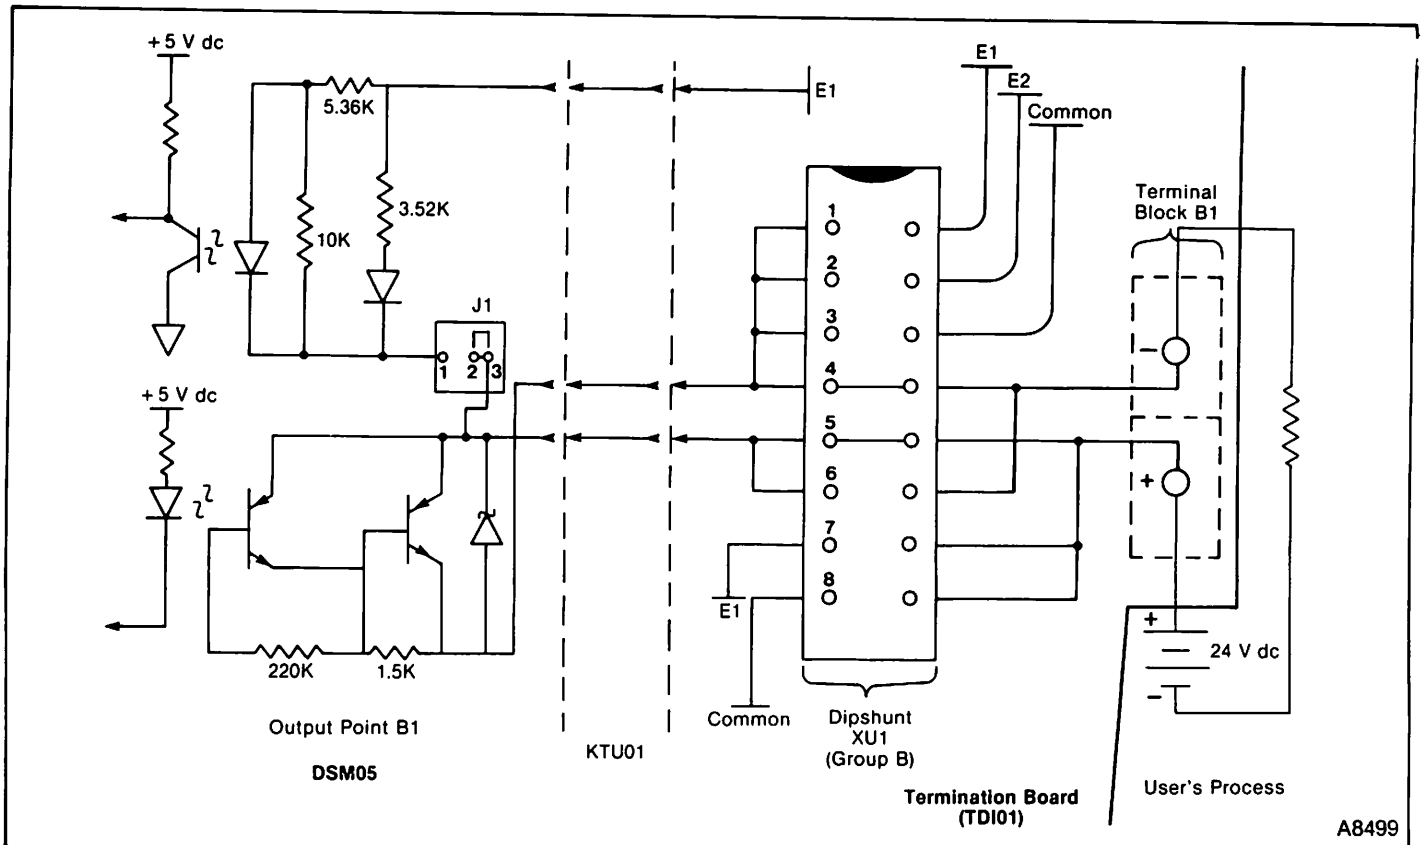 + 5 V dc
5.36K
10K
3.52K
J1
1 2 3
+ 5 V dc
220K
1.5K
Output Point B1
DSM05
KTU01
E1
E1
E2
Common
1
2
3
4
5
6
7
8
E1
Common
Dipshunt
XU1
(Group B)
Termination Board
(TDI01)
Terminal
Block B1
−
+
+
24 V dc
−
User's Process
A8499